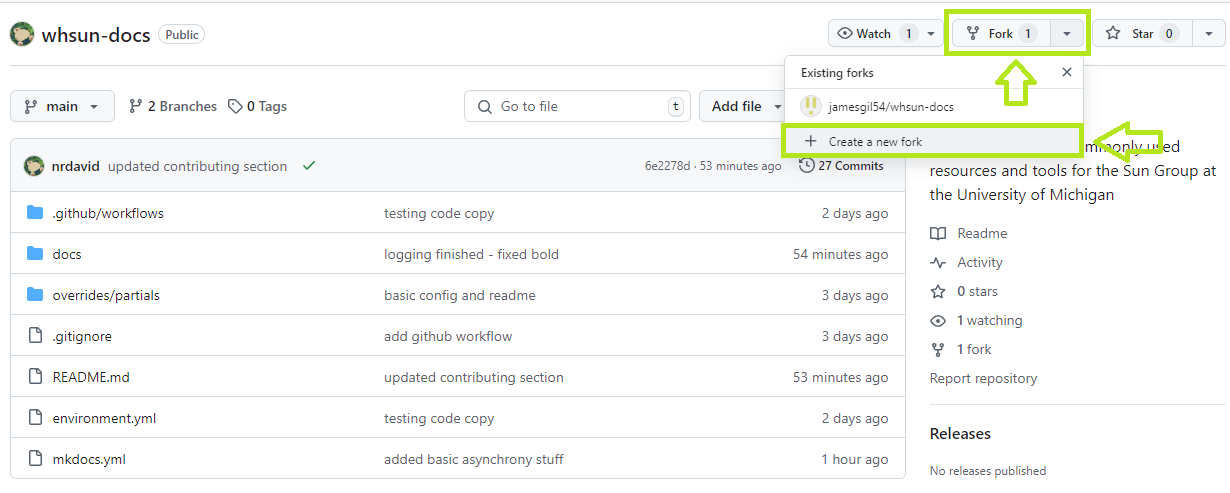 whsun-docs Public Watch 1 Fork 1 Star 0
Existing forks
jamesgil54/whsun-docs
Create a new fork
main 2 Branches 0 Tags Go to file t Add file
nrdavid updated contributing section 6e2278d · 53 minutes ago 27 Commits
.github/workflows testing code copy 2 days ago
docs logging finished - fixed bold 54 minutes ago
overrides/partials basic config and readme 3 days ago
.gitignore add github workflow 3 days ago
README.md updated contributing section 53 minutes ago
environment.yml testing code copy 2 days ago
mkdocs.yml added basic asynchrony stuff 1 hour ago
used
resources and tools for the Sun Group at
the University of Michigan
Readme
Activity
0 stars
1 watching
1 fork
Report repository
Releases
No releases published